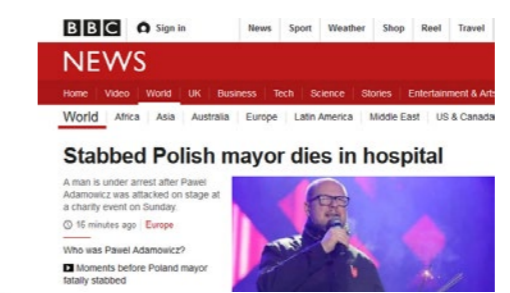 BBC Sign in News Sport Weather Shop Reel Travel
NEWS
Home Video World UK Business Tech Science Stories Entertainment & Arts
World Africa Asia Australia Europe Latin America Middle East US & Canada
Stabbed Polish mayor dies in hospital
A man is under arrest after Pawel
Adamowicz was attacked on stage at
a charity event on Sunday.
16 minutes ago Europe
Who was Pawel Adamowicz?
Moments before Poland mayor
fatally stabbed